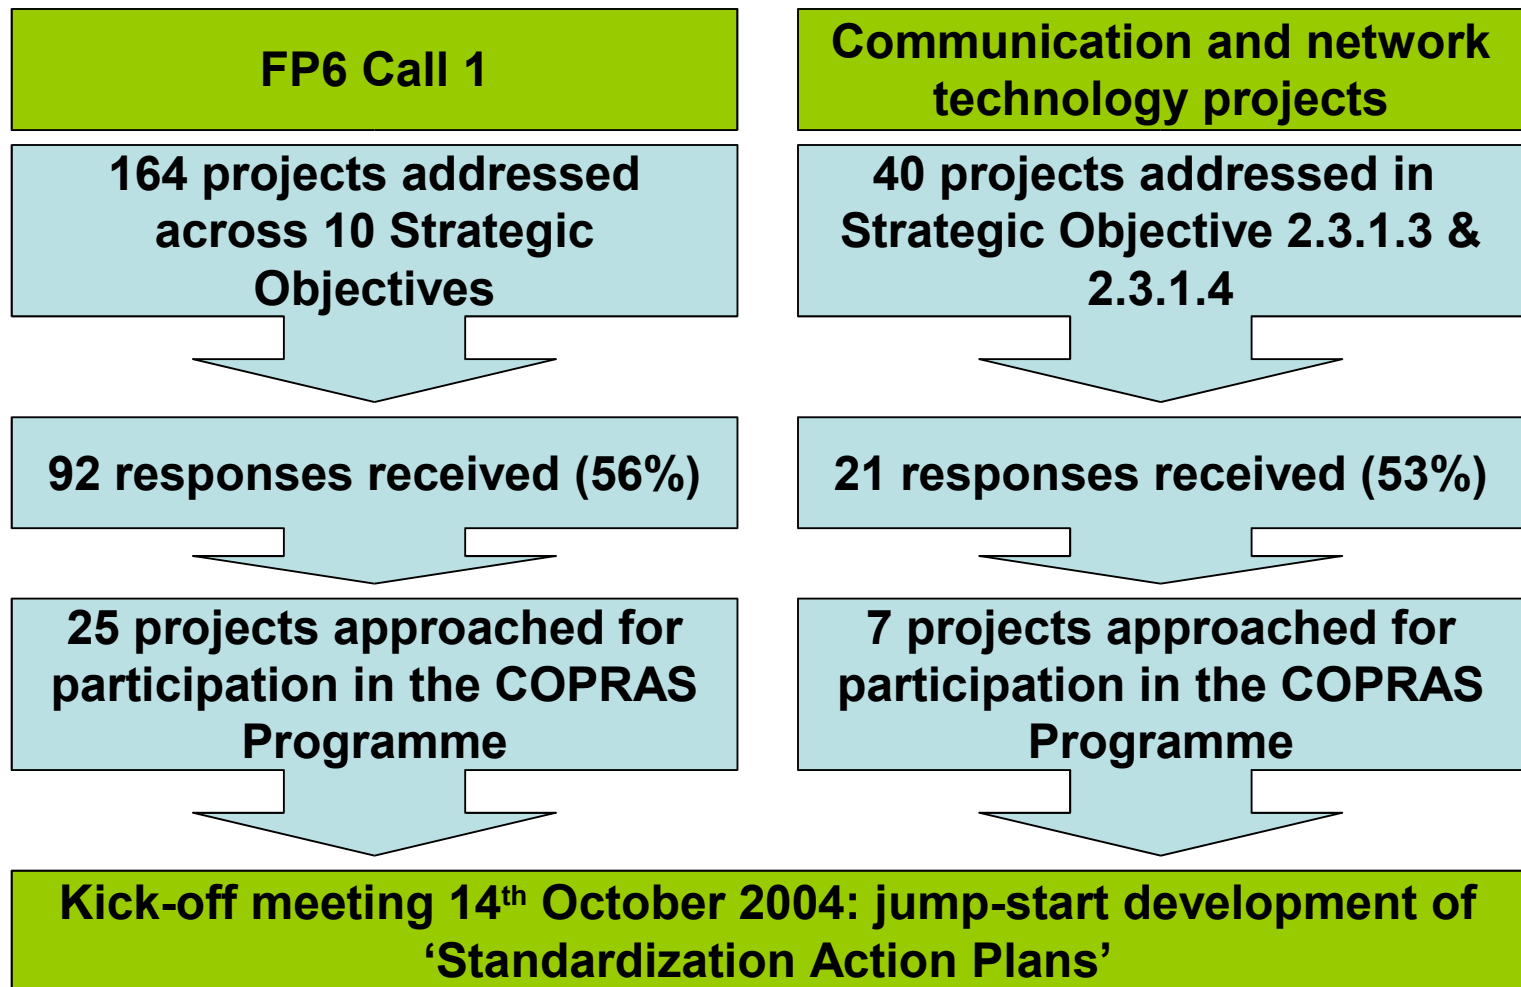 FP6 Call 1
Communication and network
technology projects
164 projects addressed
across 10 Strategic
Objectives
40 projects addressed in
Strategic Objective 2.3.1.3 &
2.3.1.4
92 responses received (56%)
21 responses received (53%)
25 projects approached for
participation in the COPRAS
Programme
7 projects approached for
participation in the COPRAS
Programme
Kick-off meeting 14th October 2004: jump-start development of
‘Standardization Action Plans’